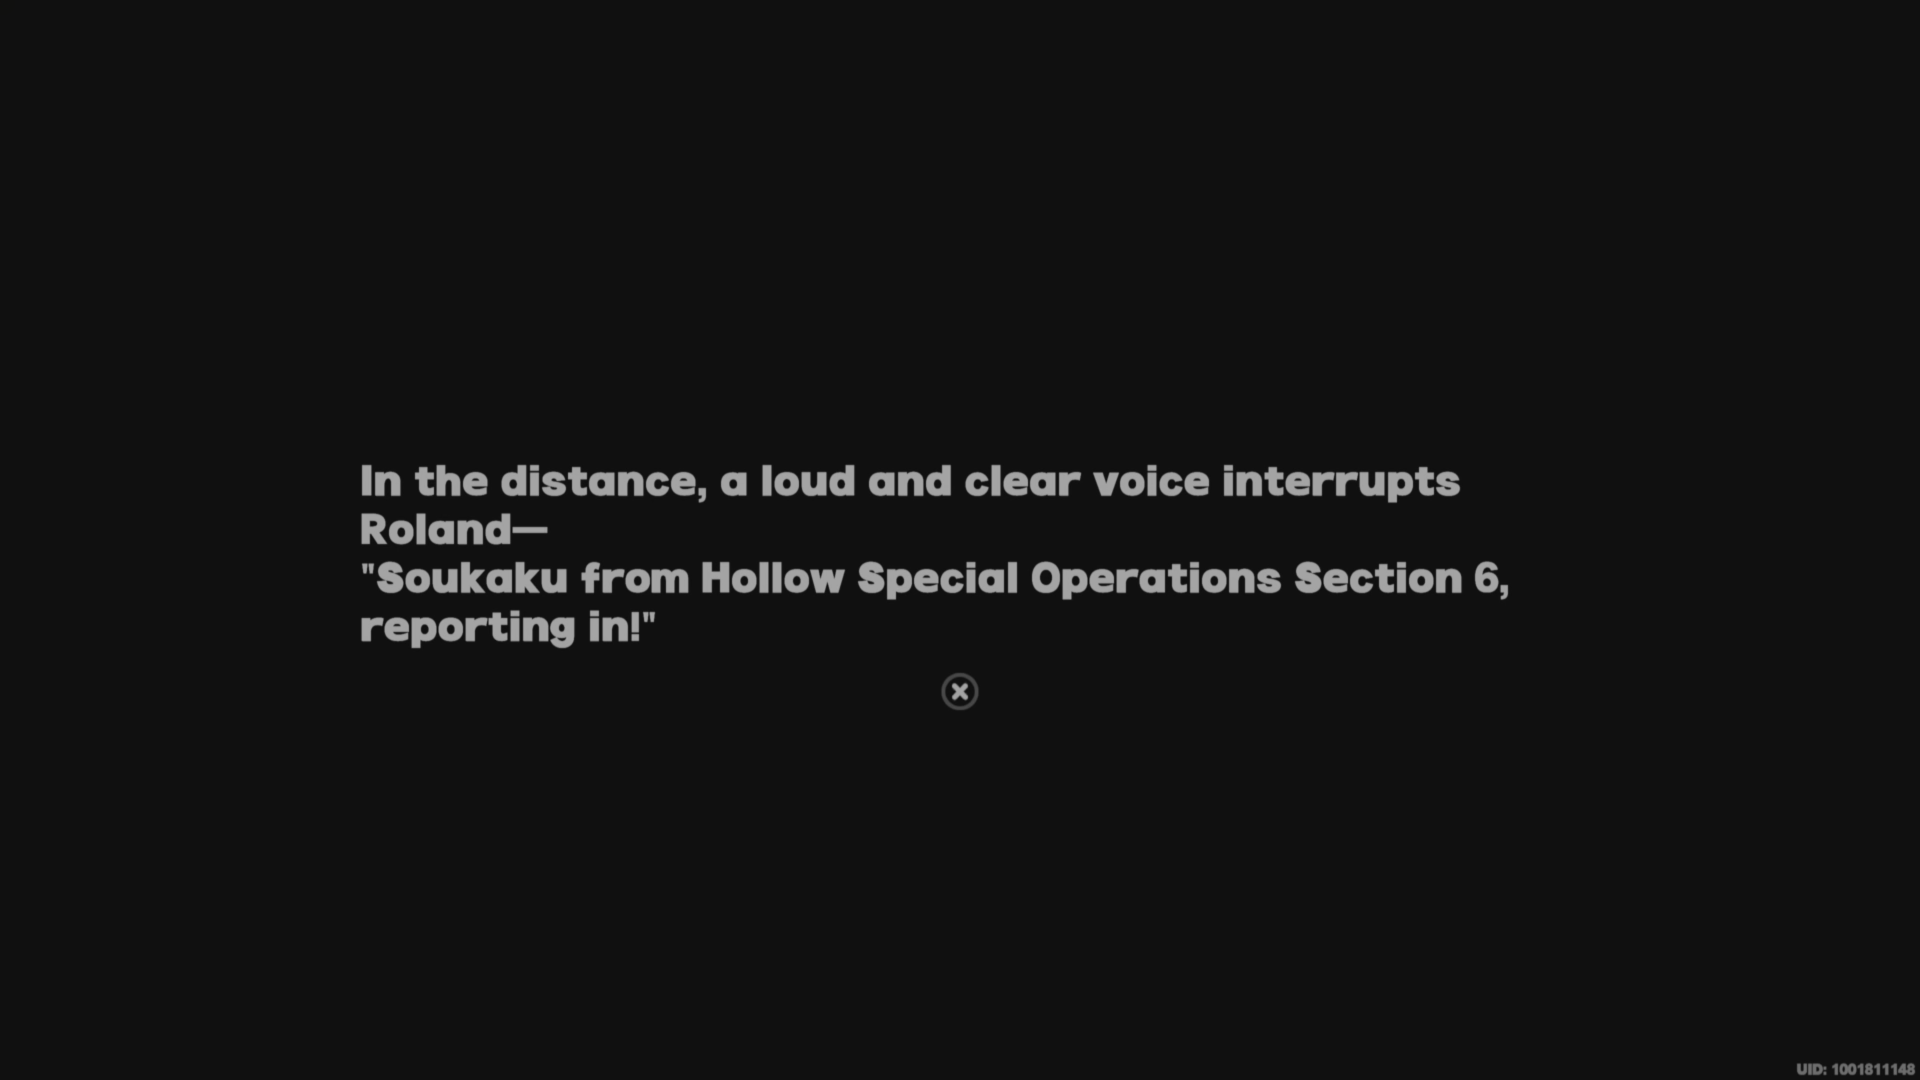 In the distance, a loud and clear voice interrupts
Roland—
"Soukaku from Hollow Special Operations Section 6,
reporting in!"
UID: 1001811148